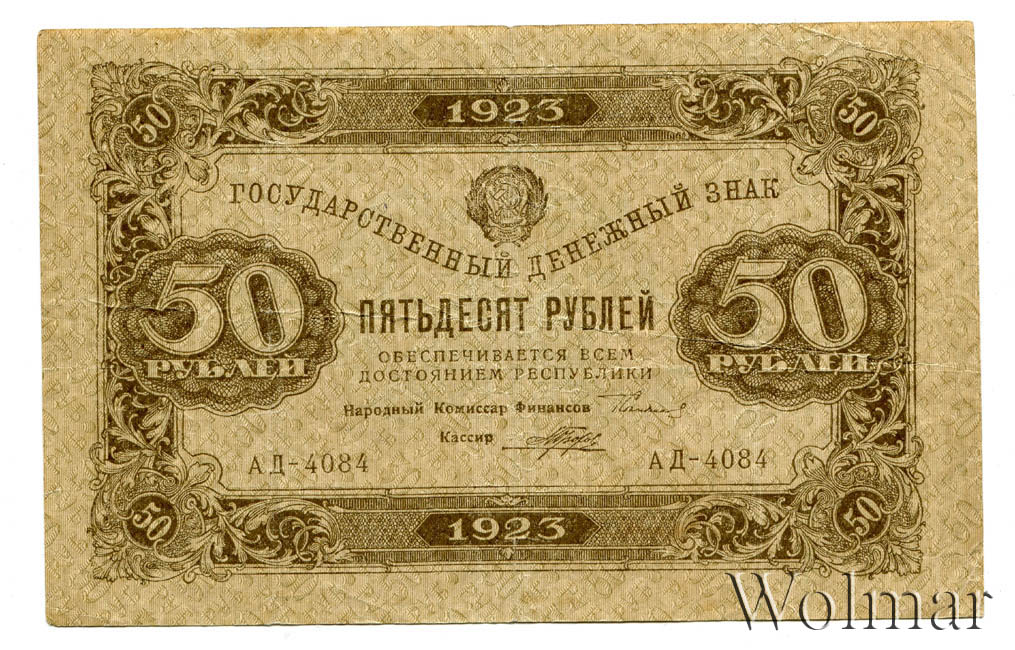 50 1923 50
ГОСУДАРСТВЕННЫЙ ДЕНЕЖНЫЙ ЗНАК
50 РУБЛЕЙ
ПЯТЬДЕСЯТ РУБЛЕЙ
50 РУБЛЕЙ
ОБЕСПЕЧИВАЕТСЯ ВСЕМ
ДОСТОЯНИЕМ РЕСПУБЛИКИ
Народный Комиссар Финансов
Кассир
АД-4084 АД-4084
50 1923 50
Wolmar